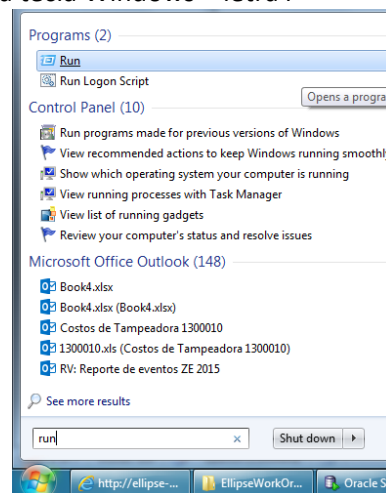 Programs (2)
Run
Run Logon Script
Opens a progra
Control Panel (10)
Run programs made for previous versions of Windows
View recommended actions to keep Windows running smoothly
Show which operating system your computer is running
View running processes with Task Manager
View list of running gadgets
Review your computer's status and resolve issues
Microsoft Office Outlook (148)
Book4.xlsx
Book4.xlsx (Book4.xlsx)
Costos de Tampeadora 1300010
1300010.xls (Costos de Tampeadora 1300010)
RV: Reporte de eventos ZE 2015
See more results
run
Shut down
http://ellipse-...
EllipseWorkOr...
Oracle S